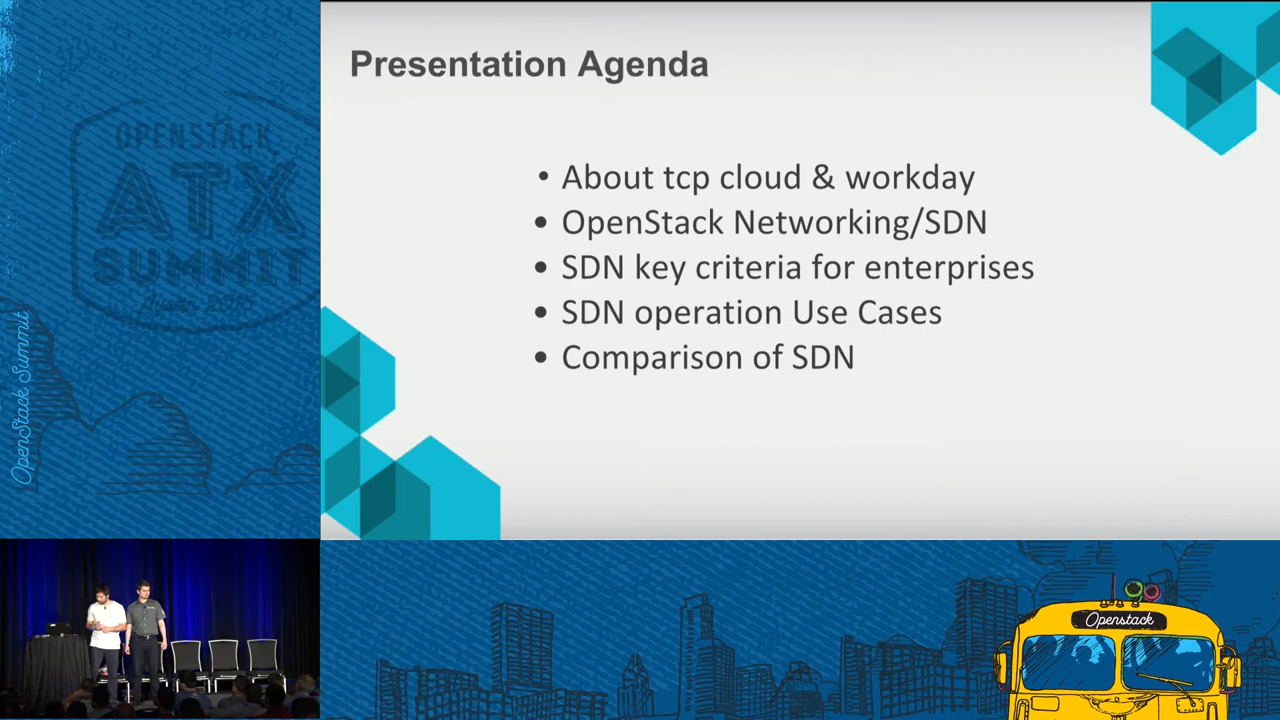 Presentation Agenda
• About tcp cloud & workday
• OpenStack Networking/SDN
• SDN key criteria for enterprises
• SDN operation Use Cases
• Comparison of SDN
OPENSTACK
ATX
SUMMIT
OpenStack Summit
Openstack